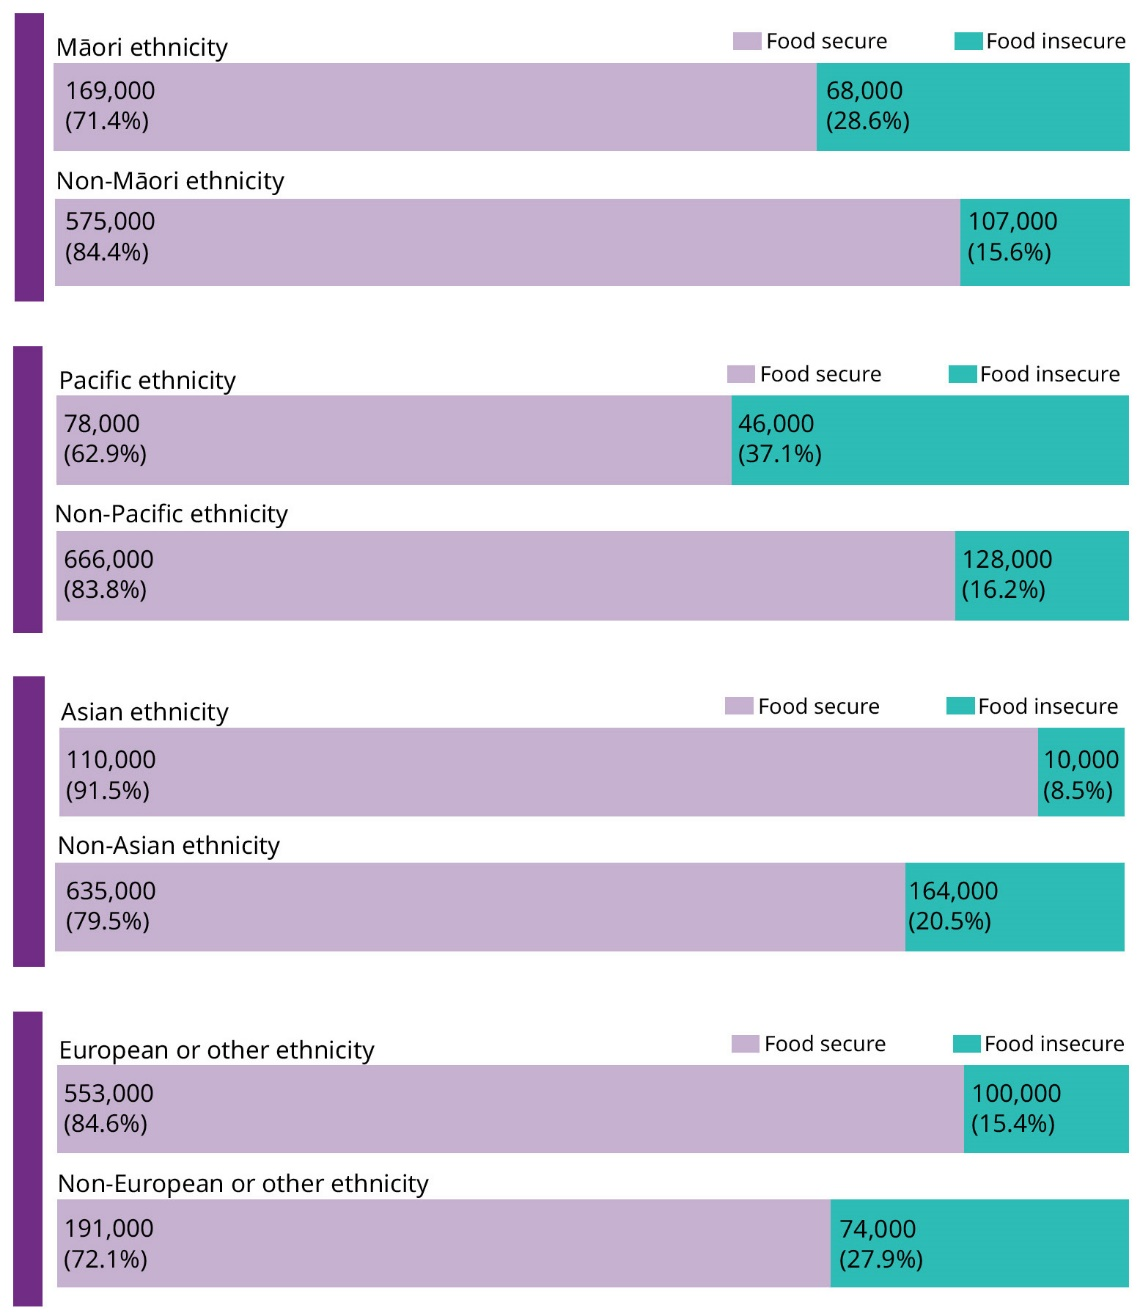 Māori ethnicity
Food secure
Food insecure
169,000
(71.4%)
68,000
(28.6%)
Non-Māori ethnicity
575,000
(84.4%)
107,000
(15.6%)
Pacific ethnicity
Food secure
Food insecure
78,000
(62.9%)
46,000
(37.1%)
Non-Pacific ethnicity
666,000
(83.8%)
128,000
(16.2%)
Asian ethnicity
Food secure
Food insecure
110,000
(91.5%)
10,000
(8.5%)
Non-Asian ethnicity
635,000
(79.5%)
164,000
(20.5%)
European or other ethnicity
Food secure
Food insecure
553,000
(84.6%)
100,000
(15.4%)
Non-European or other ethnicity
191,000
(72.1%)
74,000
(27.9%)